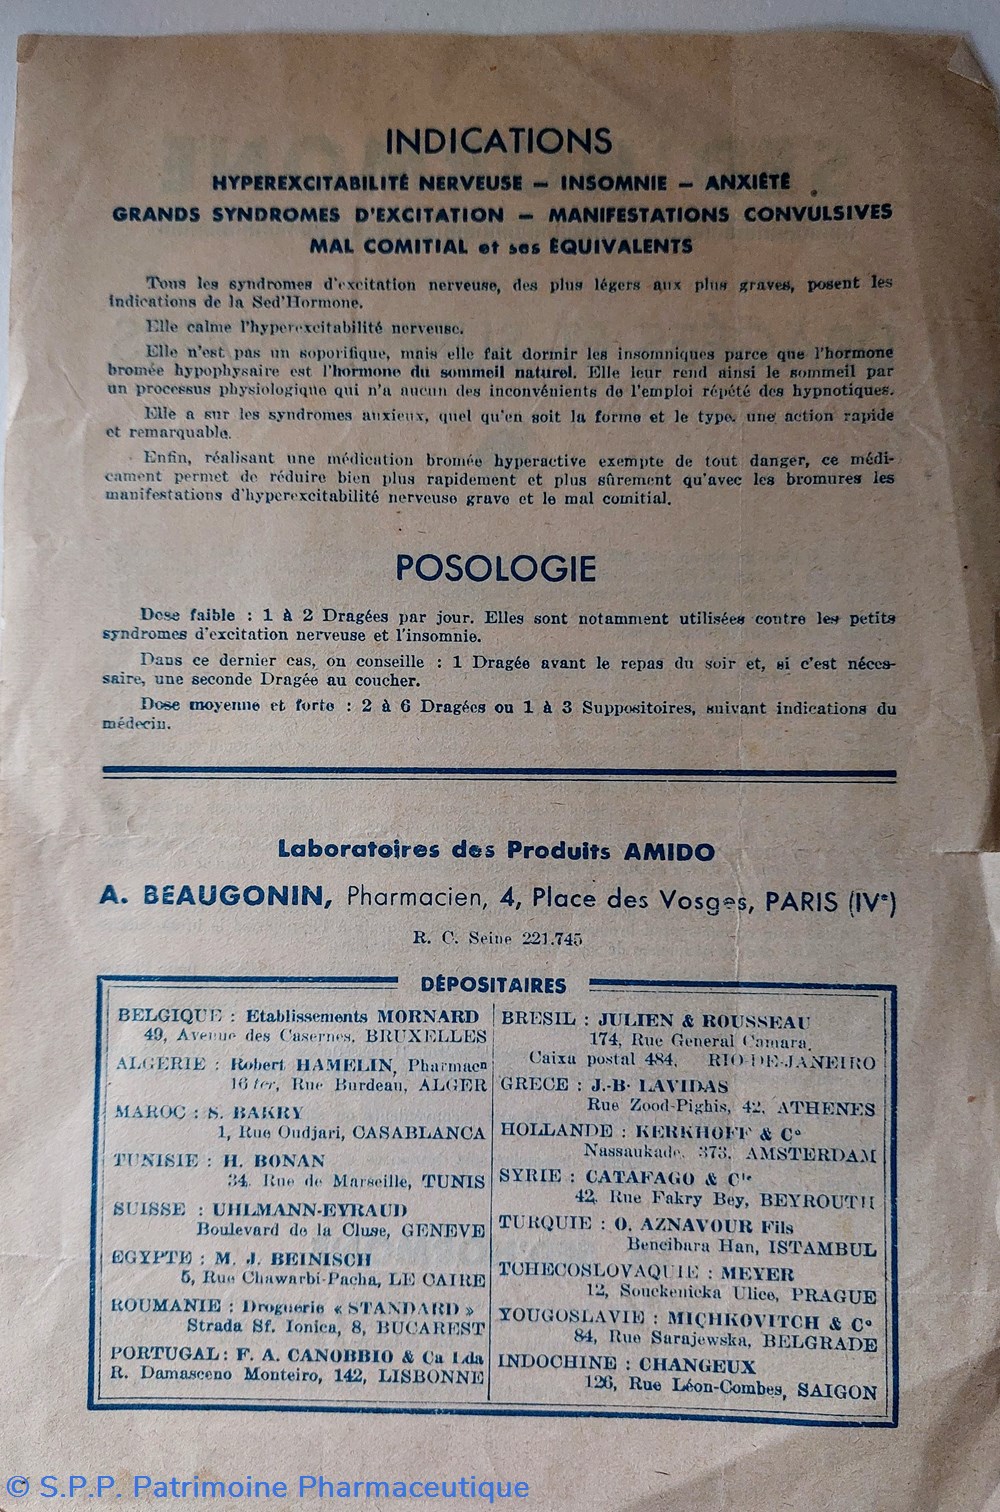 INDICATIONS
HYPEREXCITABILITÉ NERVEUSE — INSOMNIE — ANXIÉTÉ
GRANDS SYNDROMES D'EXCITATION — MANIFESTATIONS CONVULSIVES
MAL COMITIAL et ses ÉQUIVALENTS
Tous les syndromes d'excitation nerveuse, des plus légers aux plus graves, posent les
indications de la Sed'Hormone.
Elle calme l'hyperexcitabilité nerveuse.
Elle n'est pas un soporifique, mais elle fait dormir les insomniques parce que l'hormone
bromée hypophysaire est l'hormone du sommeil naturel. Elle leur rend ainsi le sommeil par
un processus physiologique qui n'a aucun des inconvénients de l'emploi répété des hypnotiques.
Elle a sur les syndromes anxieux, quel qu'en soit la forme et le type, une action rapide
et remarquable.
Enfin, réalisant une médication bromée hyperactive exempte de tout danger, ce médi-
cament permet de réduire bien plus rapidement et plus sûrement qu'avec les bromures les
manifestations d'hyperexcitabilité nerveuse grave et le mal comitial.
POSOLOGIE
Dose faible : 1 à 2 Dragées par jour. Elles sont notamment utilisées contre les petits
syndromes d'excitation nerveuse et l'insomnie.
Dans ce dernier cas, on conseille : 1 Dragée avant le repas du soir et, si c'est néces-
saire, une seconde Dragée au coucher.
Dose moyenne et forte : 2 à 6 Dragées ou 1 à 3 Suppositoires, suivant indications du
médecin.
Laboratoires des Produits AMIDO
A. BEAUGONIN, Pharmacien, 4, Place des Vosges, PARIS (IVe)
R. C. Seine 221.745
DÉPOSITAIRES
BELGIQUE : Etablissements MORNARD
49, Avenue des Casernes, BRUXELLES
ALGERIE : Robert HAMELIN, Pharmacn
16 ter, Rue Burdeau, ALGER
MAROC : S. BAKRY
1, Rue Oudjari, CASABLANCA
TUNISIE : H. BONAN
34, Rue de Marseille, TUNIS
SUISSE : UHLMANN-EYRAUD
Boulevard de la Cluse, GENEVE
EGYPTE : M. J. BEINISCH
5, Rue Chawarbi-Pacha, LE CAIRE
ROUMANIE : Droguerie « STANDARD »
Strada Sf. Ionica, 8, BUCAREST
PORTUGAL : F. A. CANOBBIO & Ca Lda
R. Damasceno Monteiro, 142, LISBONNE
BRESIL : JULIEN & ROUSSEAU
174, Rue General Camara,
Caixa postal 484, RIO-DE-JANEIRO
GRECE : J.-B. LAVIDAS
Rue Zood-Pighis, 42, ATHENES
HOLLANDE : KERKHOFF & Co
Nassaukade, 373, AMSTERDAM
SYRIE : CATAFAGO & Cie
42, Rue Fakry Bey, BEYROUTH
TURQUIE : O. AZNAVOUR Fils
Bencibara Han, ISTAMBUL
TCHECOSLOVAQUIE : MEYER
12, Souckenicka Ulice, PRAGUE
YOUGOSLAVIE : MICHKOVITCH & Co
84, Rue Sarajewska, BELGRADE
INDOCHINE : CHANGEUX
126, Rue Léon-Combes, SAIGON
© S.P.P. Patrimoine Pharmaceutique